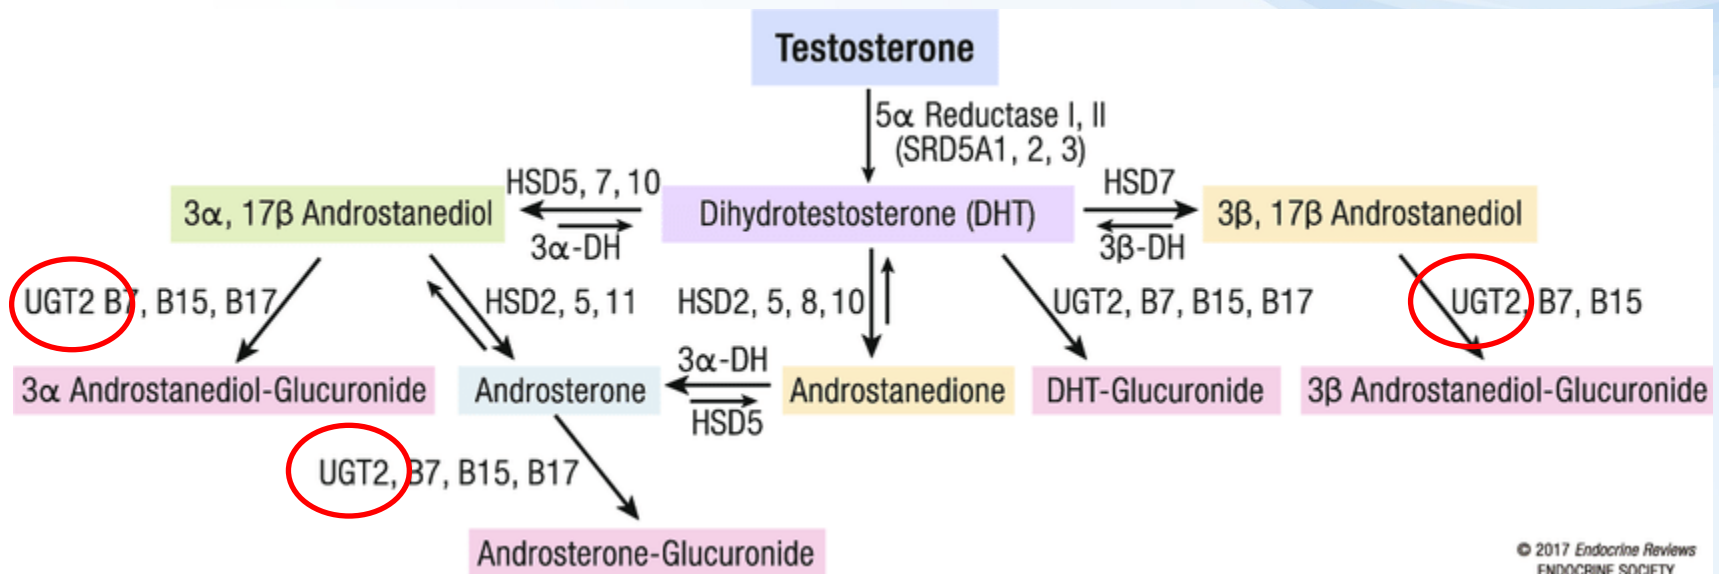 Testosterone
5α Reductase I, II
(SRD5A1, 2, 3)
HSD5, 7, 10
HSD7
3α, 17β Androstanediol
Dihydrotestosterone (DHT)
3β, 17β Androstanediol
3α-DH
3β-DH
UGT2 B7, B15, B17
HSD2, 5, 11
HSD2, 5, 8, 10
UGT2, B7, B15, B17
UGT2, B7, B15
3α-DH
3α Androstanediol-Glucuronide
Androsterone
Androstanedione
DHT-Glucuronide
3β Androstanediol-Glucuronide
HSD5
UGT2, B7, B15, B17
Androsterone-Glucuronide
© 2017 Endocrine Reviews
ENDOCRINE SOCIETY